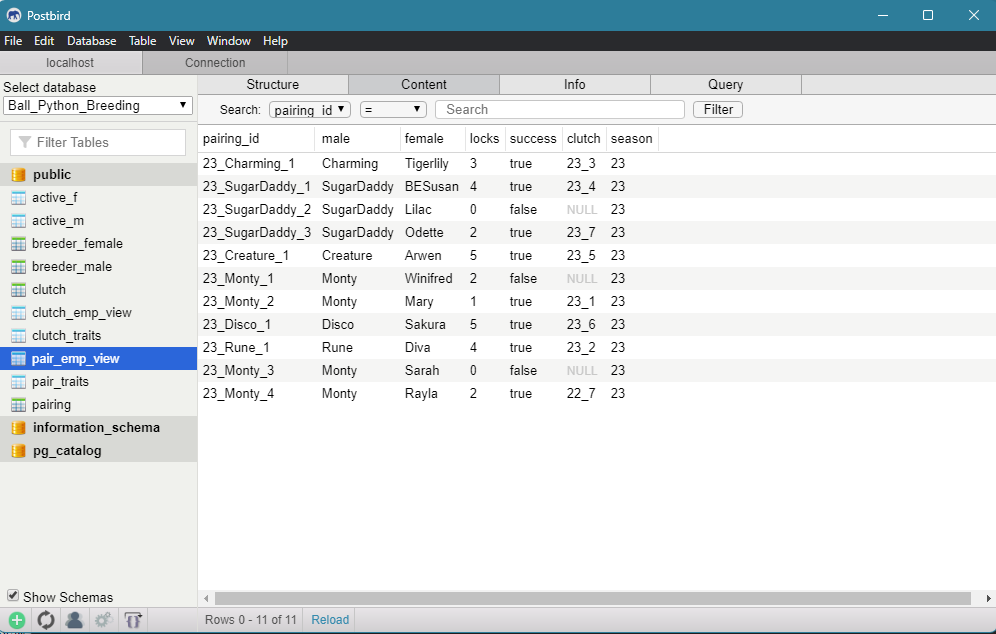 Postbird
File Edit Database Table View Window Help
localhost Connection
Select database
Ball_Python_Breeding
Filter Tables
public
active_f
active_m
breeder_female
breeder_male
clutch
clutch_emp_view
clutch_traits
pair_emp_view
pair_traits
pairing
information_schema
pg_catalog
Show Schemas
Structure Content Info Query
Search: pairing_id = Search Filter
pairing_id male female locks success clutch season
23_Charming_1 Charming Tigerlily 3 true 23_3 23
23_SugarDaddy_1 SugarDaddy BESusan 4 true 23_4 23
23_SugarDaddy_2 SugarDaddy Lilac 0 false NULL 23
23_SugarDaddy_3 SugarDaddy Odette 2 true 23_7 23
23_Creature_1 Creature Arwen 5 true 23_5 23
23_Monty_1 Monty Winifred 2 false NULL 23
23_Monty_2 Monty Mary 1 true 23_1 23
23_Disco_1 Disco Sakura 5 true 23_6 23
23_Rune_1 Rune Diva 4 true 23_2 23
23_Monty_3 Monty Sarah 0 false NULL 23
23_Monty_4 Monty Rayla 2 true 22_7 23
Rows 0 - 11 of 11 Reload